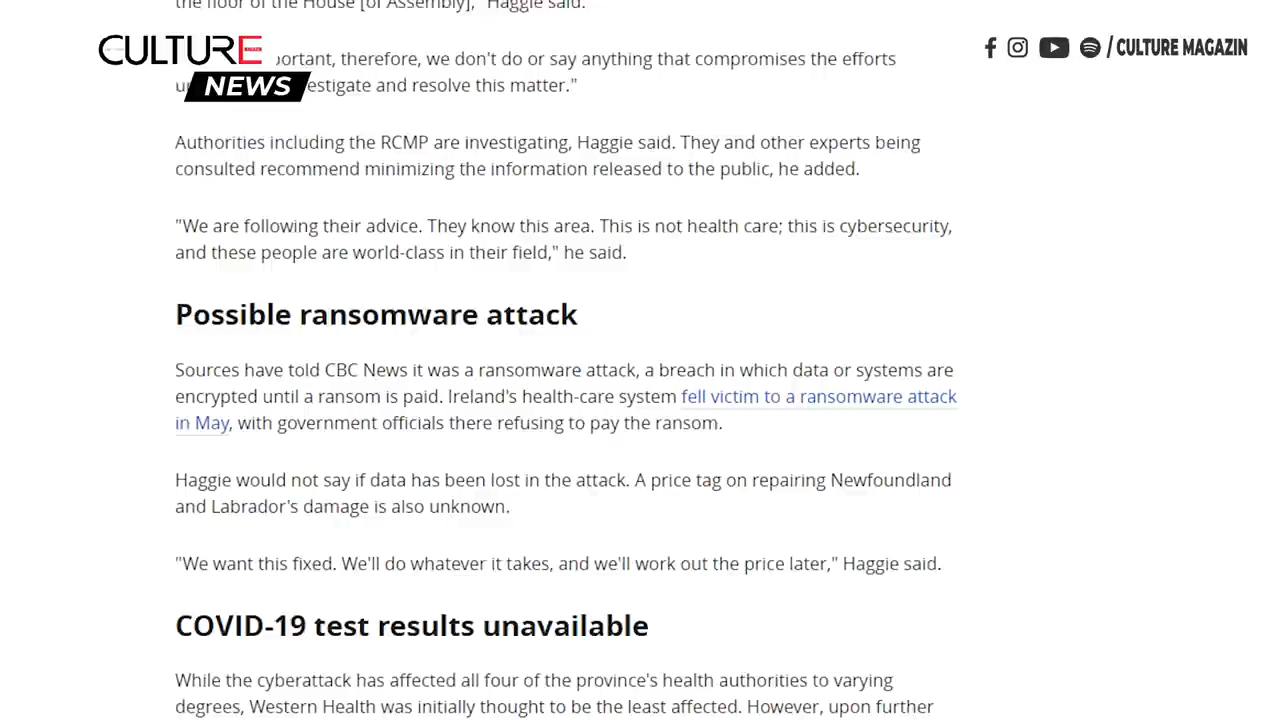 the floor of the House [of Assembly]," Haggie said.
CULTURE
NEWS
/ CULTURE MAGAZIN
portant, therefore, we don't do or say anything that compromises the efforts
estigate and resolve this matter."
Authorities including the RCMP are investigating, Haggie said. They and other experts being
consulted recommend minimizing the information released to the public, he added.
"We are following their advice. They know this area. This is not health care; this is cybersecurity,
and these people are world-class in their field," he said.
Possible ransomware attack
Sources have told CBC News it was a ransomware attack, a breach in which data or systems are
encrypted until a ransom is paid. Ireland's health-care system fell victim to a ransomware attack
in May, with government officials there refusing to pay the ransom.
Haggie would not say if data has been lost in the attack. A price tag on repairing Newfoundland
and Labrador's damage is also unknown.
"We want this fixed. We'll do whatever it takes, and we'll work out the price later," Haggie said.
COVID-19 test results unavailable
While the cyberattack has affected all four of the province's health authorities to varying
degrees, Western Health was initially thought to be the least affected. However, upon further